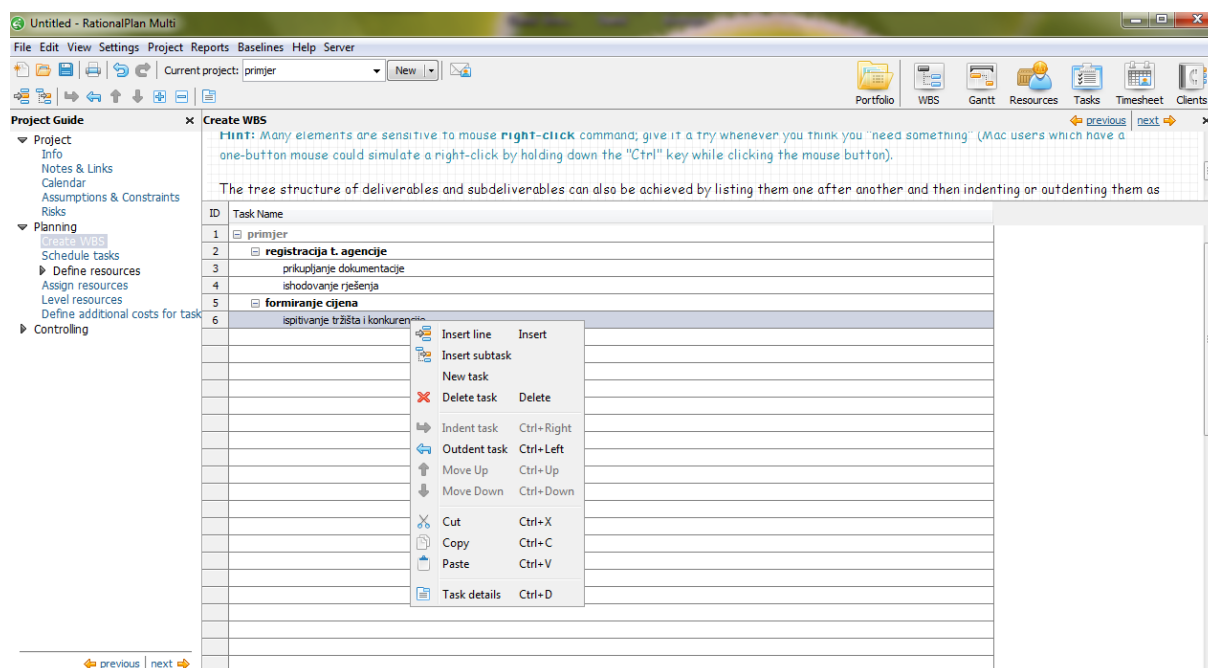 Untitled - RationalPlan Multi
File Edit View Settings Project Reports Baselines Help Server
Current project: primjer New
Portfolio WBS Gantt Resources Tasks Timesheet Clients
Project Guide
Project
Info
Notes & Links
Calendar
Assumptions & Constraints
Risks
Planning
Create WBS
Schedule tasks
Define resources
Assign resources
Level resources
Define additional costs for task
Controlling
previous | next
Create WBS previous next
Hint: Many elements are sensitive to mouse right-click command; give it a try whenever you think you "need something" (Mac users which have a
one-button mouse could simulate a right-click by holding down the "Ctrl" key while clicking the mouse button).
The tree structure of deliverables and subdeliverables can also be achieved by listing them one after another and then indenting or outdenting them as
ID Task Name
1 primjer
2 registracija t. agencije
3 prikupljanje dokumentacije
4 ishodovanje rješenja
5 formiranje cijena
6 ispitivanje tržišta i konkurencije
Insert line Insert
Insert subtask
New task
Delete task Delete
Indent task Ctrl+Right
Outdent task Ctrl+Left
Move Up Ctrl+Up
Move Down Ctrl+Down
Cut Ctrl+X
Copy Ctrl+C
Paste Ctrl+V
Task details Ctrl+D